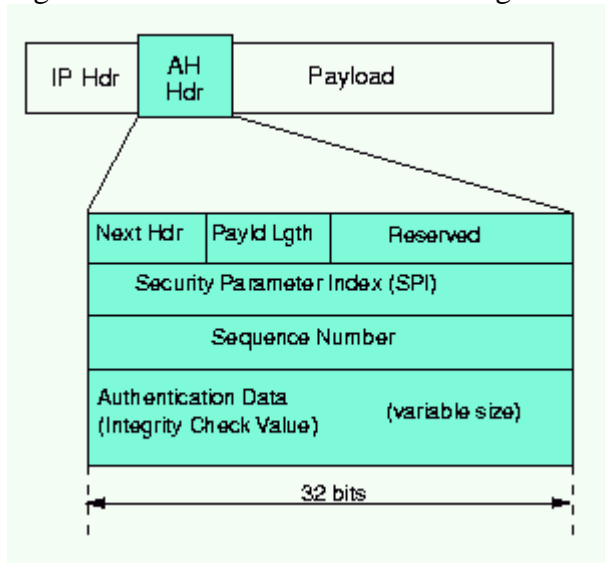 IP Hdr
AH
Hdr
Payload
Next Hdr
Payld Lgth
Reserved
Security Parameter Index (SPI)
Sequence Number
Authentication Data
(Integrity Check Value)
(variable size)
32 bits